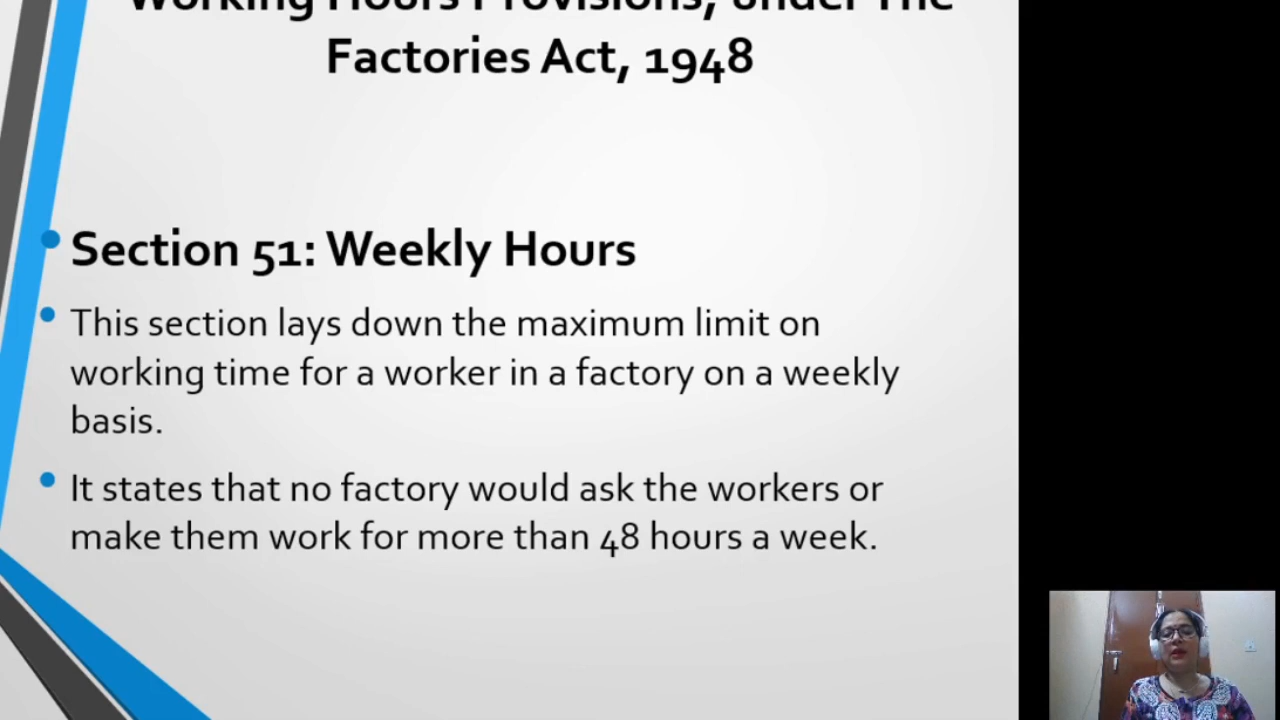 Working Hours Provisions, under The
Factories Act, 1948
Section 51: Weekly Hours
This section lays down the maximum limit on
working time for a worker in a factory on a weekly
basis.
It states that no factory would ask the workers or
make them work for more than 48 hours a week.